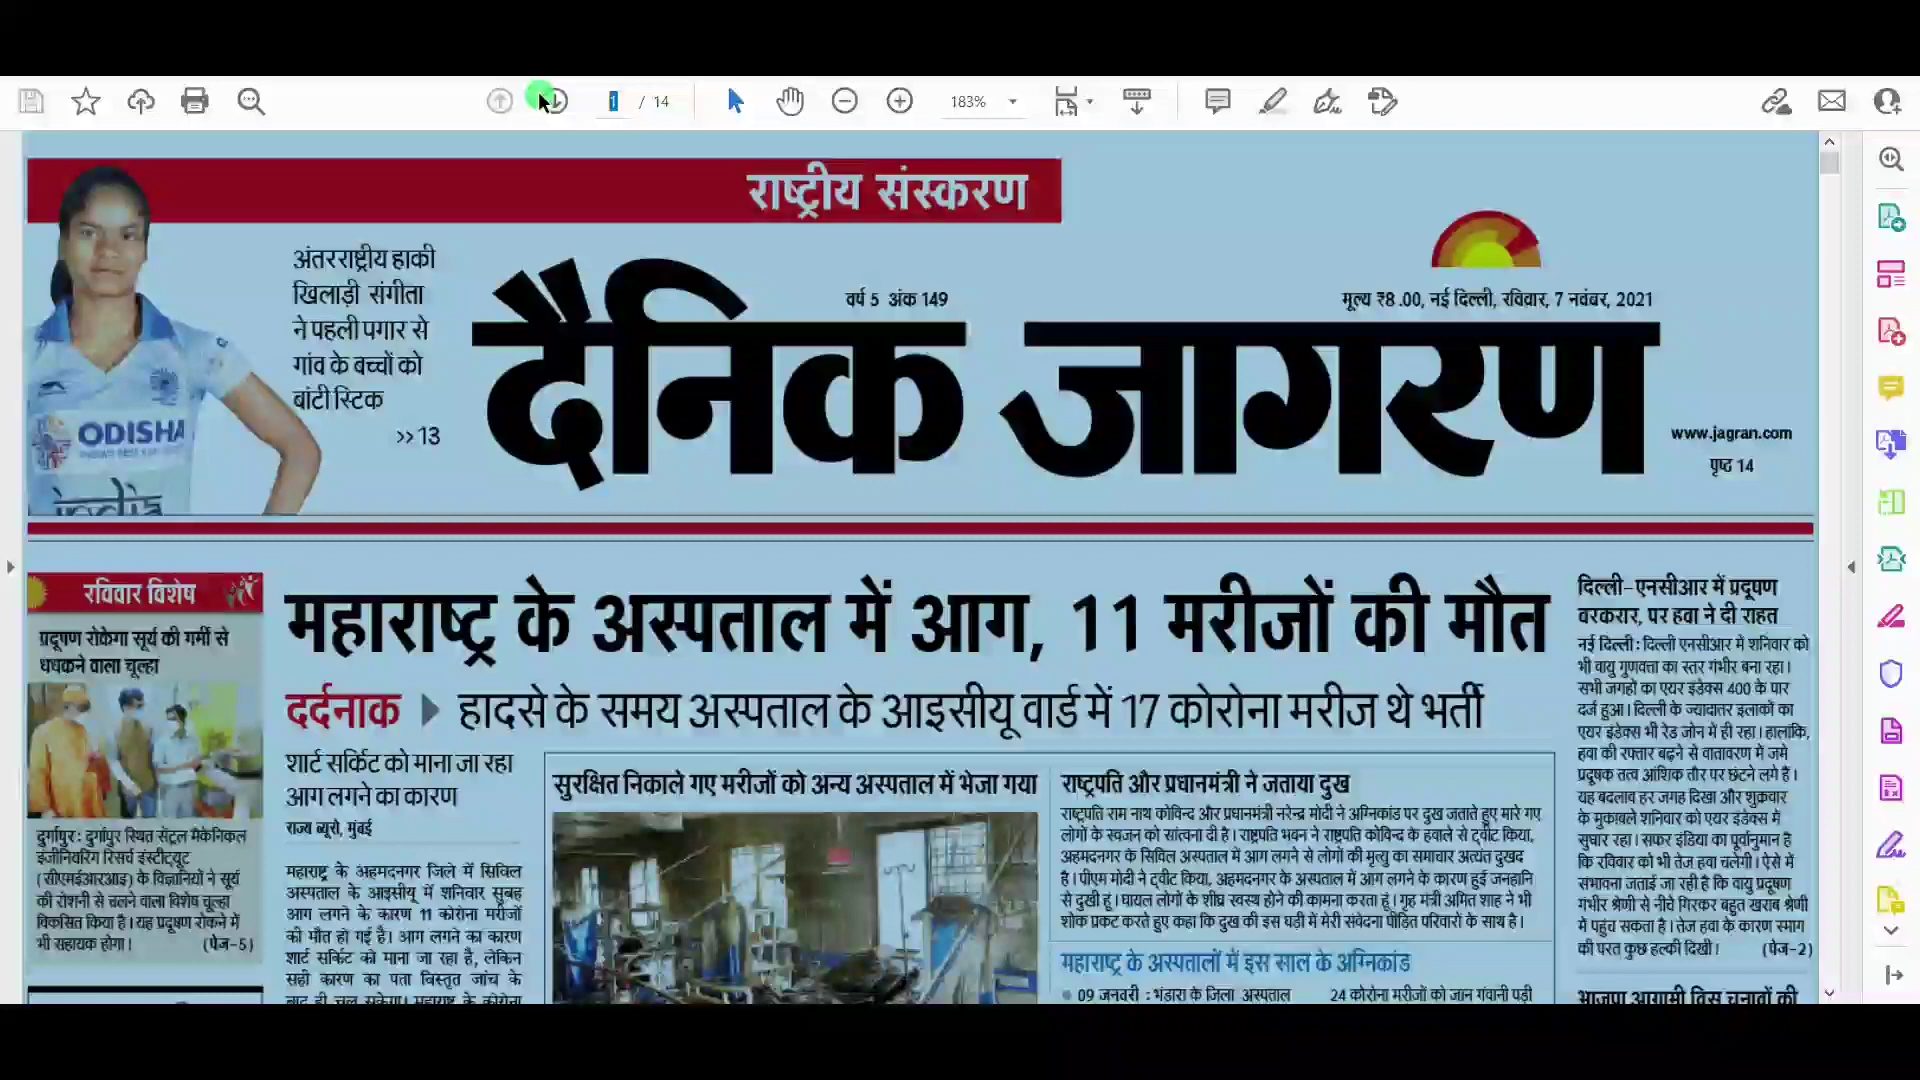 1 / 14
183%
राष्ट्रीय संस्करण
अंतरराष्ट्रीय हाकी
खिलाड़ी संगीता
ने पहली पगार से
गांव के बच्चों को
बांटी स्टिक
>> 13
ODISHA
india
वर्ष 5 अंक 149
मूल्य ₹8.00, नई दिल्ली, रविवार, 7 नवंबर, 2021
दैनिक जागरण
www.jagran.com
पृष्ठ 14
रविवार विशेष
प्रदूषण रोकेगा सूर्य की गर्मी से
धधकने वाला चूल्हा
दुर्गापुर : दुर्गापुर स्थित सेंट्रल मैकेनिकल
इंजीनियरिंग रिसर्च इंस्टीट्यूट
(सीएमईआरआइ) के विज्ञानियों ने सूर्य
की रोशनी से चलने वाला विशेष चूल्हा
विकसित किया है। यह प्रदूषण रोकने में
भी सहायक होगा। (पेज-5)
महाराष्ट्र के अस्पताल में आग, 11 मरीजों की मौत
दर्दनाक ▶ हादसे के समय अस्पताल के आइसीयू वार्ड में 17 कोरोना मरीज थे भर्ती
शार्ट सर्किट को माना जा रहा
आग लगने का कारण
राज्य ब्यूरो, मुंबई
महाराष्ट्र के अहमदनगर जिले में सिविल
अस्पताल के आइसीयू में शनिवार सुबह
आग लगने के कारण 11 कोरोना मरीजों
की मौत हो गई है। आग लगने का कारण
शार्ट सर्किट को माना जा रहा है, लेकिन
सही कारण का पता विस्तृत जांच के
बाद ही चल सकेगा। महाराष्ट्र के कोरोना
सुरक्षित निकाले गए मरीजों को अन्य अस्पताल में भेजा गया
राष्ट्रपति और प्रधानमंत्री ने जताया दुख
राष्ट्रपति राम नाथ कोविन्द और प्रधानमंत्री नरेन्द्र मोदी ने अग्निकांड पर दुख जताते हुए मारे गए
लोगों के स्वजन को सांत्वना दी है। राष्ट्रपति भवन ने राष्ट्रपति कोविन्द के हवाले से ट्वीट किया,
अहमदनगर के सिविल अस्पताल में आग लगने से लोगों की मृत्यु का समाचार अत्यंत दुखद
है। पीएम मोदी ने ट्वीट किया, अहमदनगर के अस्पताल में आग लगने के कारण हुई जनहानि
से दुखी हूं। घायल लोगों के शीघ्र स्वस्थ होने की कामना करता हूं। गृह मंत्री अमित शाह ने भी
शोक प्रकट करते हुए कहा कि दुख की इस घड़ी में मेरी संवेदना पीड़ित परिवारों के साथ है।
महाराष्ट्र के अस्पतालों में इस साल के अग्निकांड
● 09 जनवरी : भंडारा के जिला अस्पताल
24 कोरोना मरीजों को जान गंवानी पड़ी
दिल्ली-एनसीआर में प्रदूषण
बरकरार, पर हवा ने दी राहत
नई दिल्ली : दिल्ली एनसीआर में शनिवार को
भी वायु गुणवत्ता का स्तर गंभीर बना रहा।
सभी जगहों का एयर इंडेक्स 400 के पार
दर्ज हुआ। दिल्ली के ज्यादातर इलाकों का
एयर इंडेक्स भी रेड जोन में ही रहा। हालांकि,
हवा की रफ्तार बढ़ने से वातावरण में जमे
प्रदूषक तत्व आंशिक तौर पर छंटने लगे हैं।
यह बदलाव हर जगह दिखा और शुक्रवार
के मुकाबले शनिवार को एयर इंडेक्स में
सुधार रहा। सफर इंडिया का पूर्वानुमान है
कि रविवार को भी तेज हवा चलेगी। ऐसे में
संभावना जताई जा रही है कि वायु प्रदूषण
गंभीर श्रेणी से नीचे गिरकर बहुत खराब श्रेणी
में पहुंच सकता है। तेज हवा के कारण स्माग
की परत कुछ हल्की दिखी। (पेज-2)
भाजपा आगामी विस चुनावों की